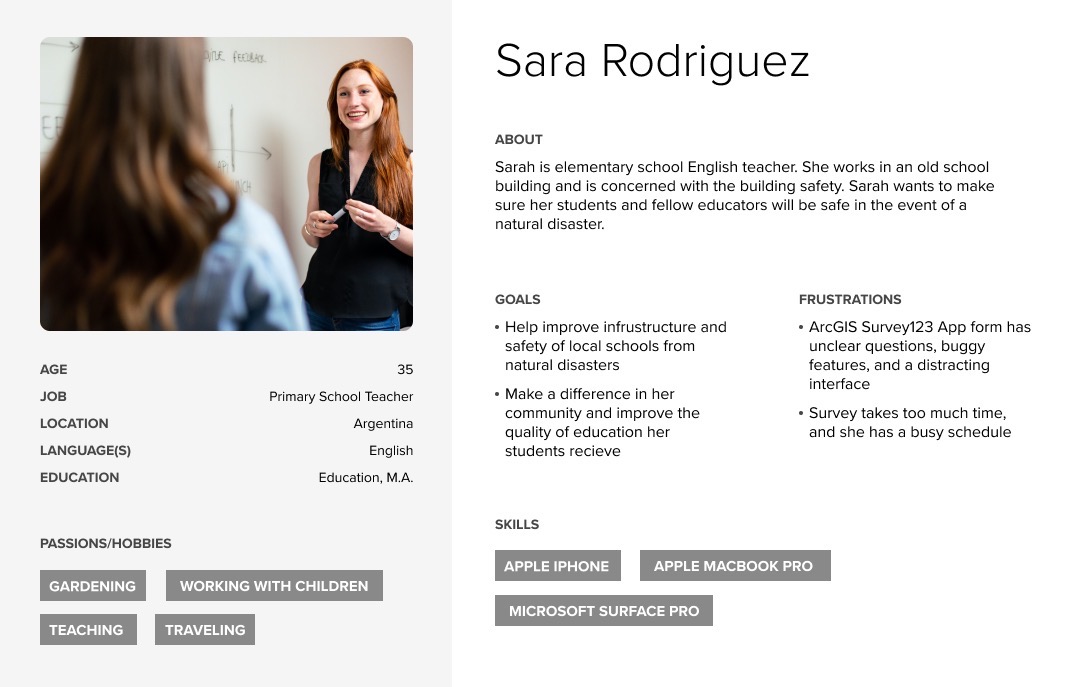 FEEDBACK
Sara Rodriguez
ABOUT
Sarah is elementary school English teacher. She works in an old school
building and is concerned with the building safety. Sarah wants to make
sure her students and fellow educators will be safe in the event of a
natural disaster.
GOALS
• Help improve infrustructure and
safety of local schools from
natural disasters
• Make a difference in her
community and improve the
quality of education her
students recieve
FRUSTRATIONS
• ArcGIS Survey123 App form has
unclear questions, buggy
features, and a distracting
interface
• Survey takes too much time,
and she has a busy schedule
AGE 35
JOB Primary School Teacher
LOCATION Argentina
LANGUAGE(S) English
EDUCATION Education, M.A.
PASSIONS/HOBBIES
GARDENING WORKING WITH CHILDREN
TEACHING TRAVELING
SKILLS
APPLE IPHONE APPLE MACBOOK PRO
MICROSOFT SURFACE PRO